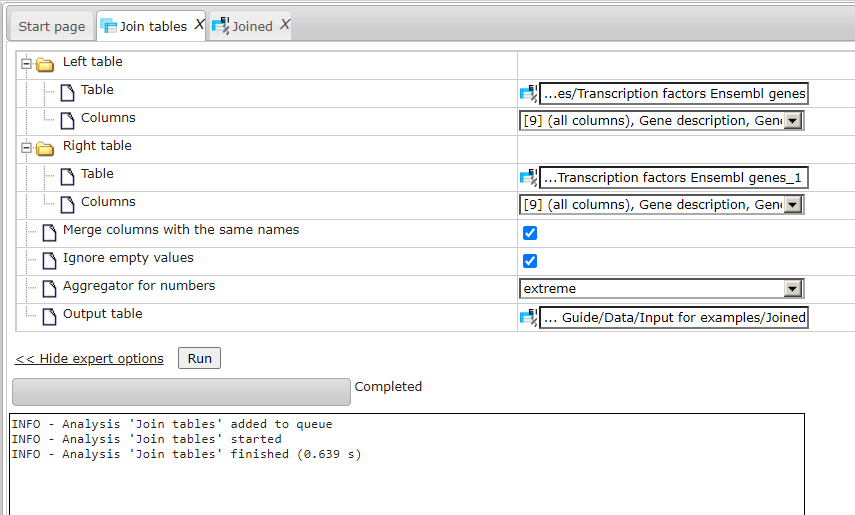 Start page
Join tables X
Joined X
Left table
Table
...es/Transcription factors Ensembl genes
Columns
[9] (all columns), Gene description, Gene
Right table
Table
...Transcription factors Ensembl genes_1
Columns
[9] (all columns), Gene description, Gene
Merge columns with the same names
Ignore empty values
Aggregator for numbers
extreme
Output table
... Guide/Data/Input for examples/Joined
<< Hide expert options
Run
Completed
INFO - Analysis 'Join tables' added to queue
INFO - Analysis 'Join tables' started
INFO - Analysis 'Join tables' finished (0.639 s)